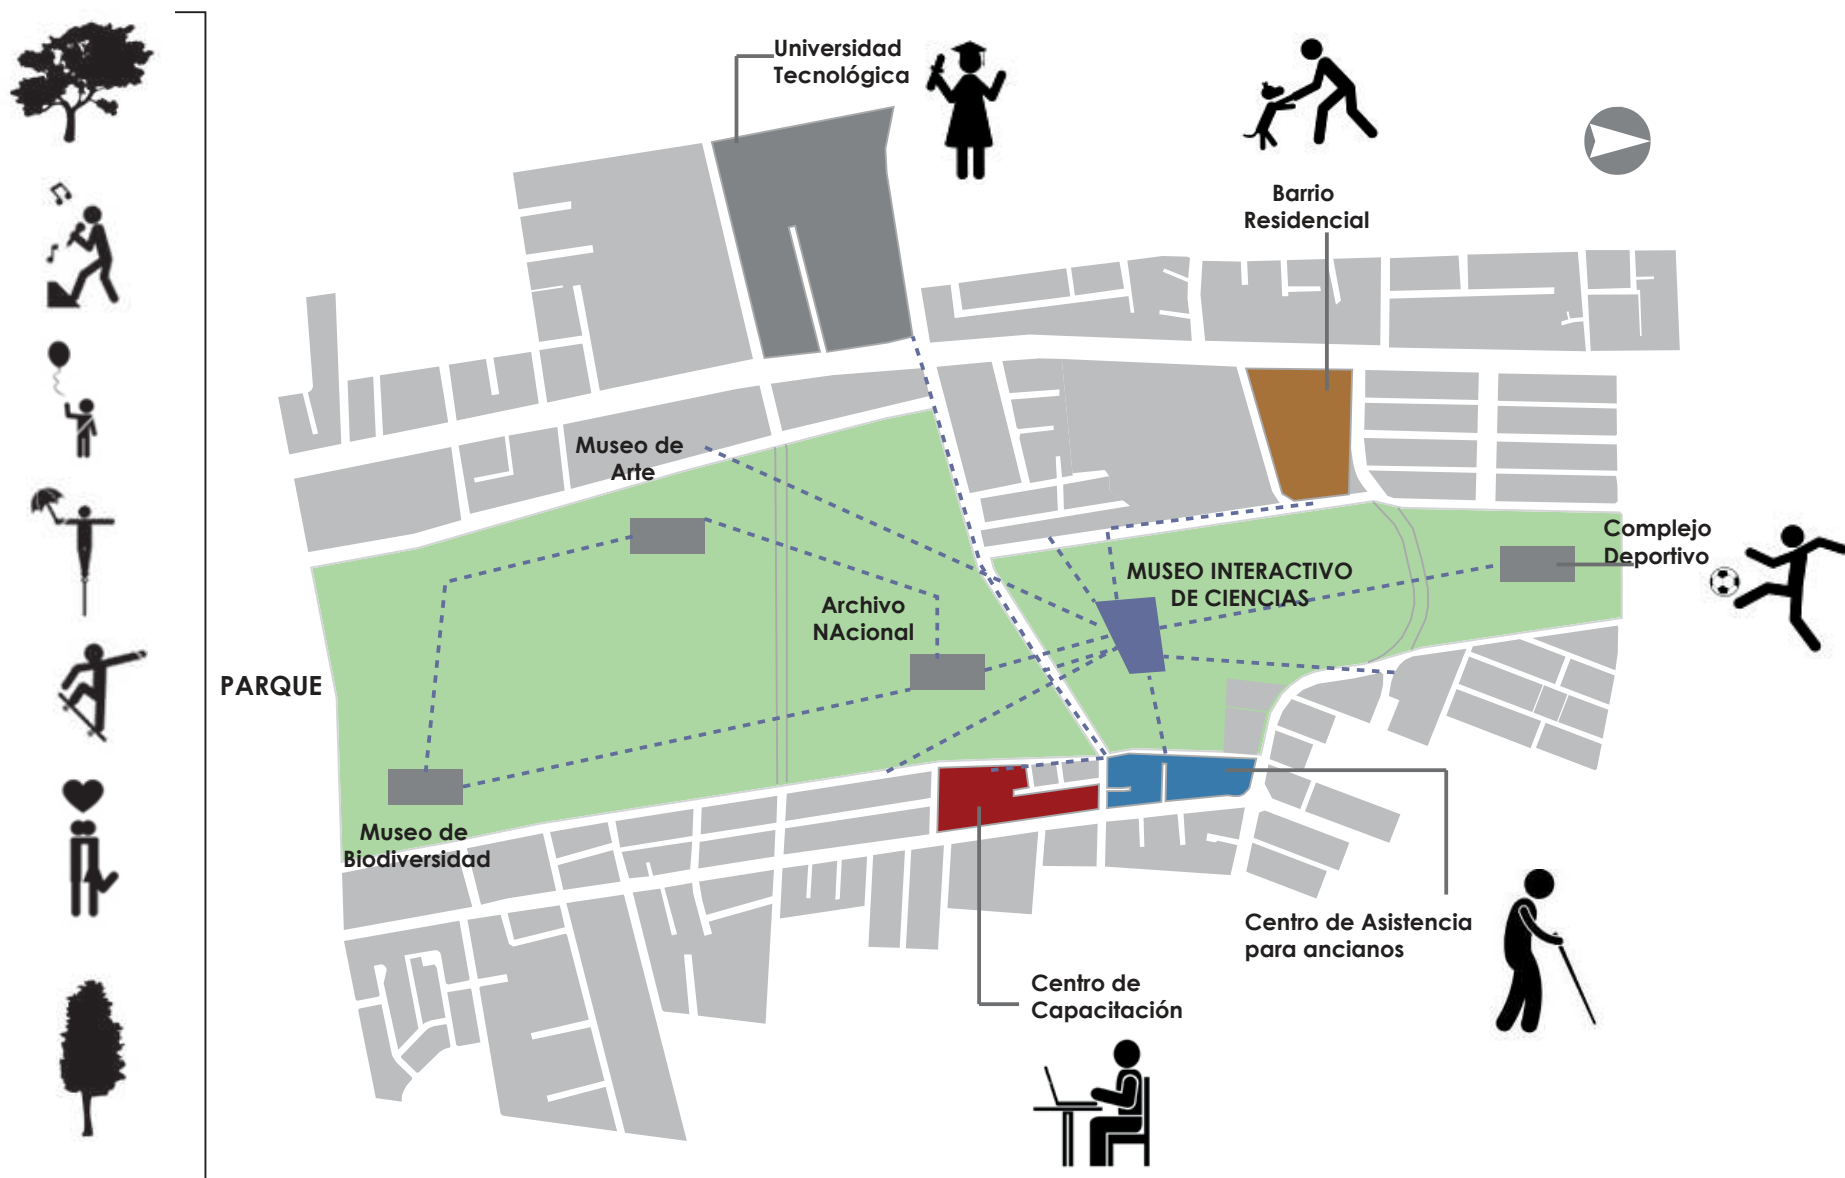 Universidad
Tecnológica
Barrio
Residencial
Museo de
Arte
Complejo
Deportivo
MUSEO INTERACTIVO
DE CIENCIAS
Archivo
NAcional
PARQUE
Museo de
Biodiversidad
Centro de Asistencia
para ancianos
Centro de
Capacitación